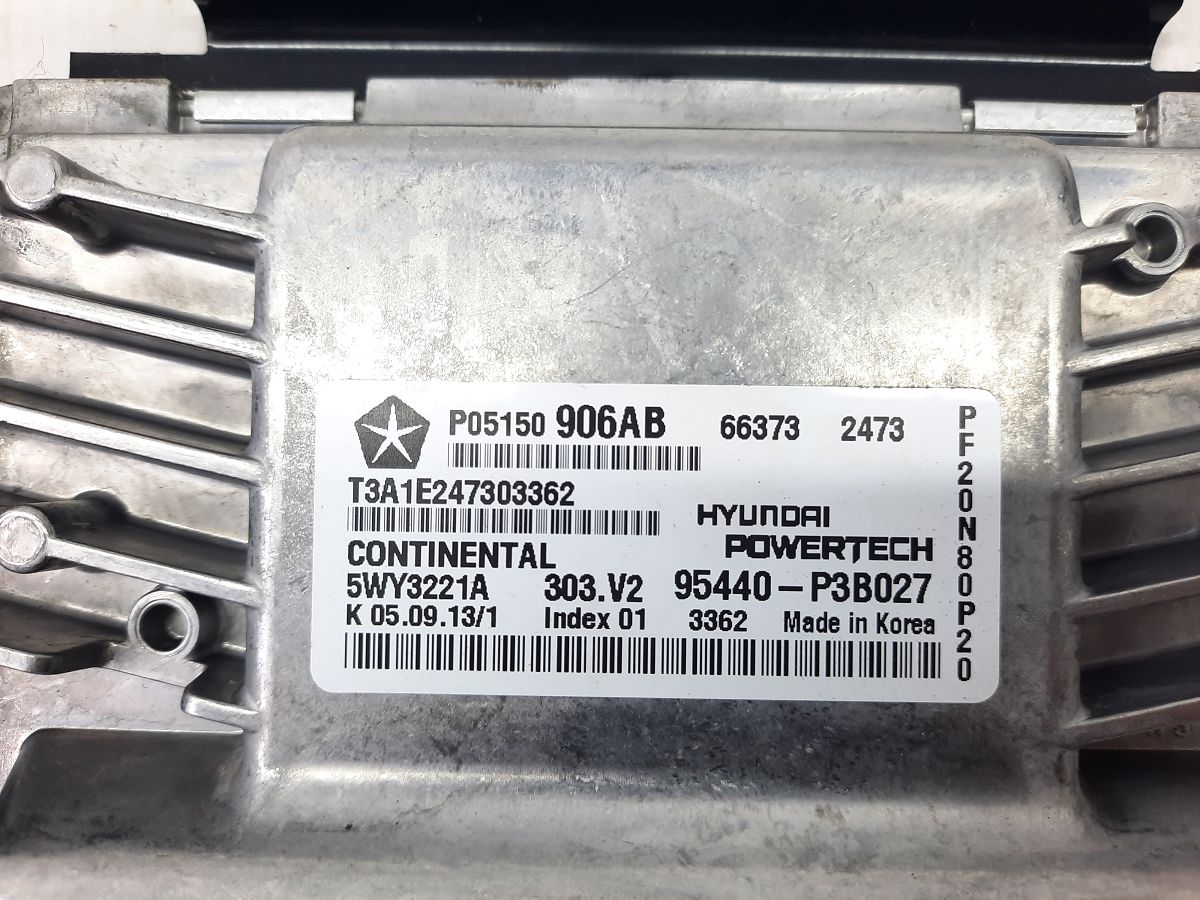 P05150 906AB 66373 2473
T3A1E247303362
HYUNDAI
POWERTECH
CONTINENTAL
5WY3221A 303.V2 95440-P3B027
K 05.09.13/1 Index 01 3362 Made in Korea
PF20N80P20